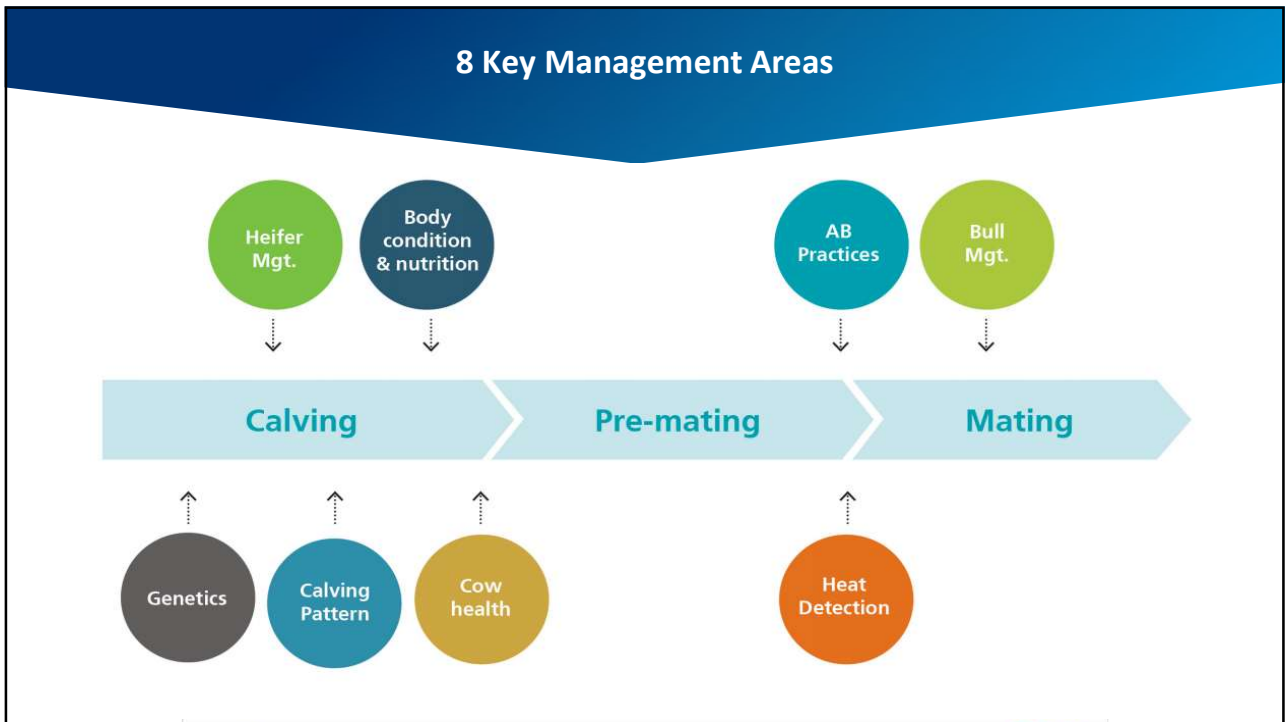 8 Key Management Areas
Heifer
Mgt.
Body
condition
& nutrition
AB
Practices
Bull
Mgt.
Calving
Pre-mating
Mating
Genetics
Calving
Pattern
Cow
health
Heat
Detection